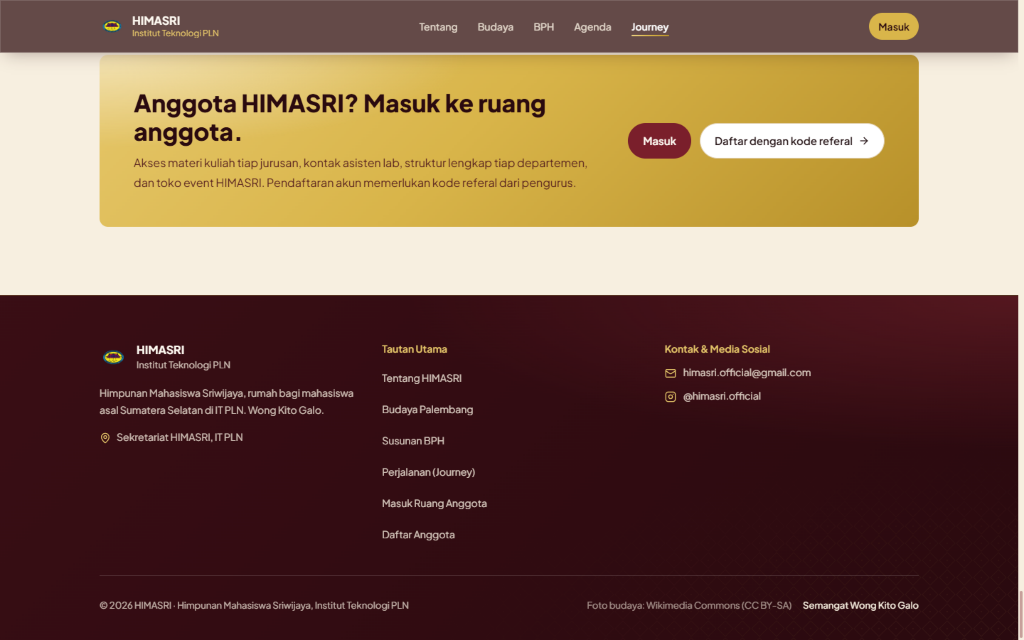 HIMASRI
Institut Teknologi PLN
Tentang
Budaya
BPH
Agenda
Journey
Masuk
Anggota HIMASRI? Masuk ke ruang
anggota.
Akses materi kuliah tiap jurusan, kontak asisten lab, struktur lengkap tiap departemen,
dan toko event HIMASRI. Pendaftaran akun memerlukan kode referal dari pengurus.
Masuk
Daftar dengan kode referal →
HIMASRI
Institut Teknologi PLN
Himpunan Mahasiswa Sriwijaya, rumah bagi mahasiswa
asal Sumatera Selatan di IT PLN. Wong Kito Galo.
Sekretariat HIMASRI, IT PLN
Tautan Utama
Tentang HIMASRI
Budaya Palembang
Susunan BPH
Perjalanan (Journey)
Masuk Ruang Anggota
Daftar Anggota
Kontak & Media Sosial
himasri.official@gmail.com
@himasri.official
© 2026 HIMASRI · Himpunan Mahasiswa Sriwijaya, Institut Teknologi PLN
Foto budaya: Wikimedia Commons (CC BY-SA)
Semangat Wong Kito Galo